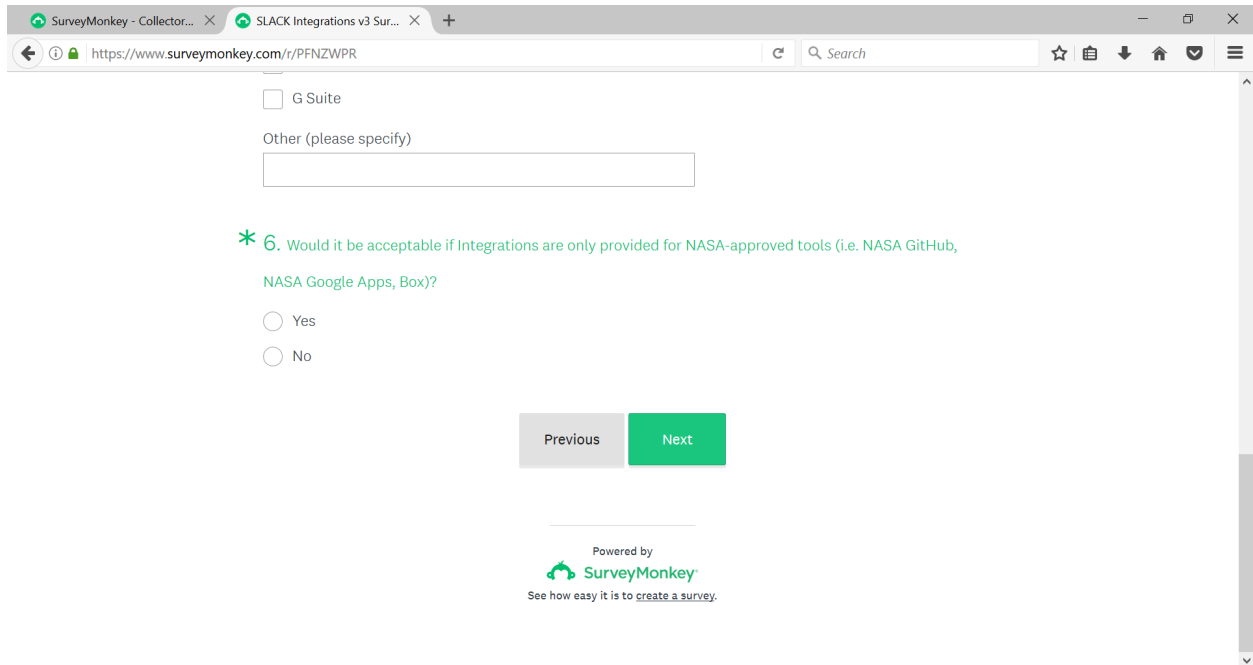 SurveyMonkey - Collector...
SLACK Integrations v3 Sur...
https://www.surveymonkey.com/r/PFNZWPR
Search
G Suite
Other (please specify)
* 6. Would it be acceptable if Integrations are only provided for NASA-approved tools (i.e. NASA GitHub,
NASA Google Apps, Box)?
Yes
No
Previous
Next
Powered by
SurveyMonkey
See how easy it is to create a survey.